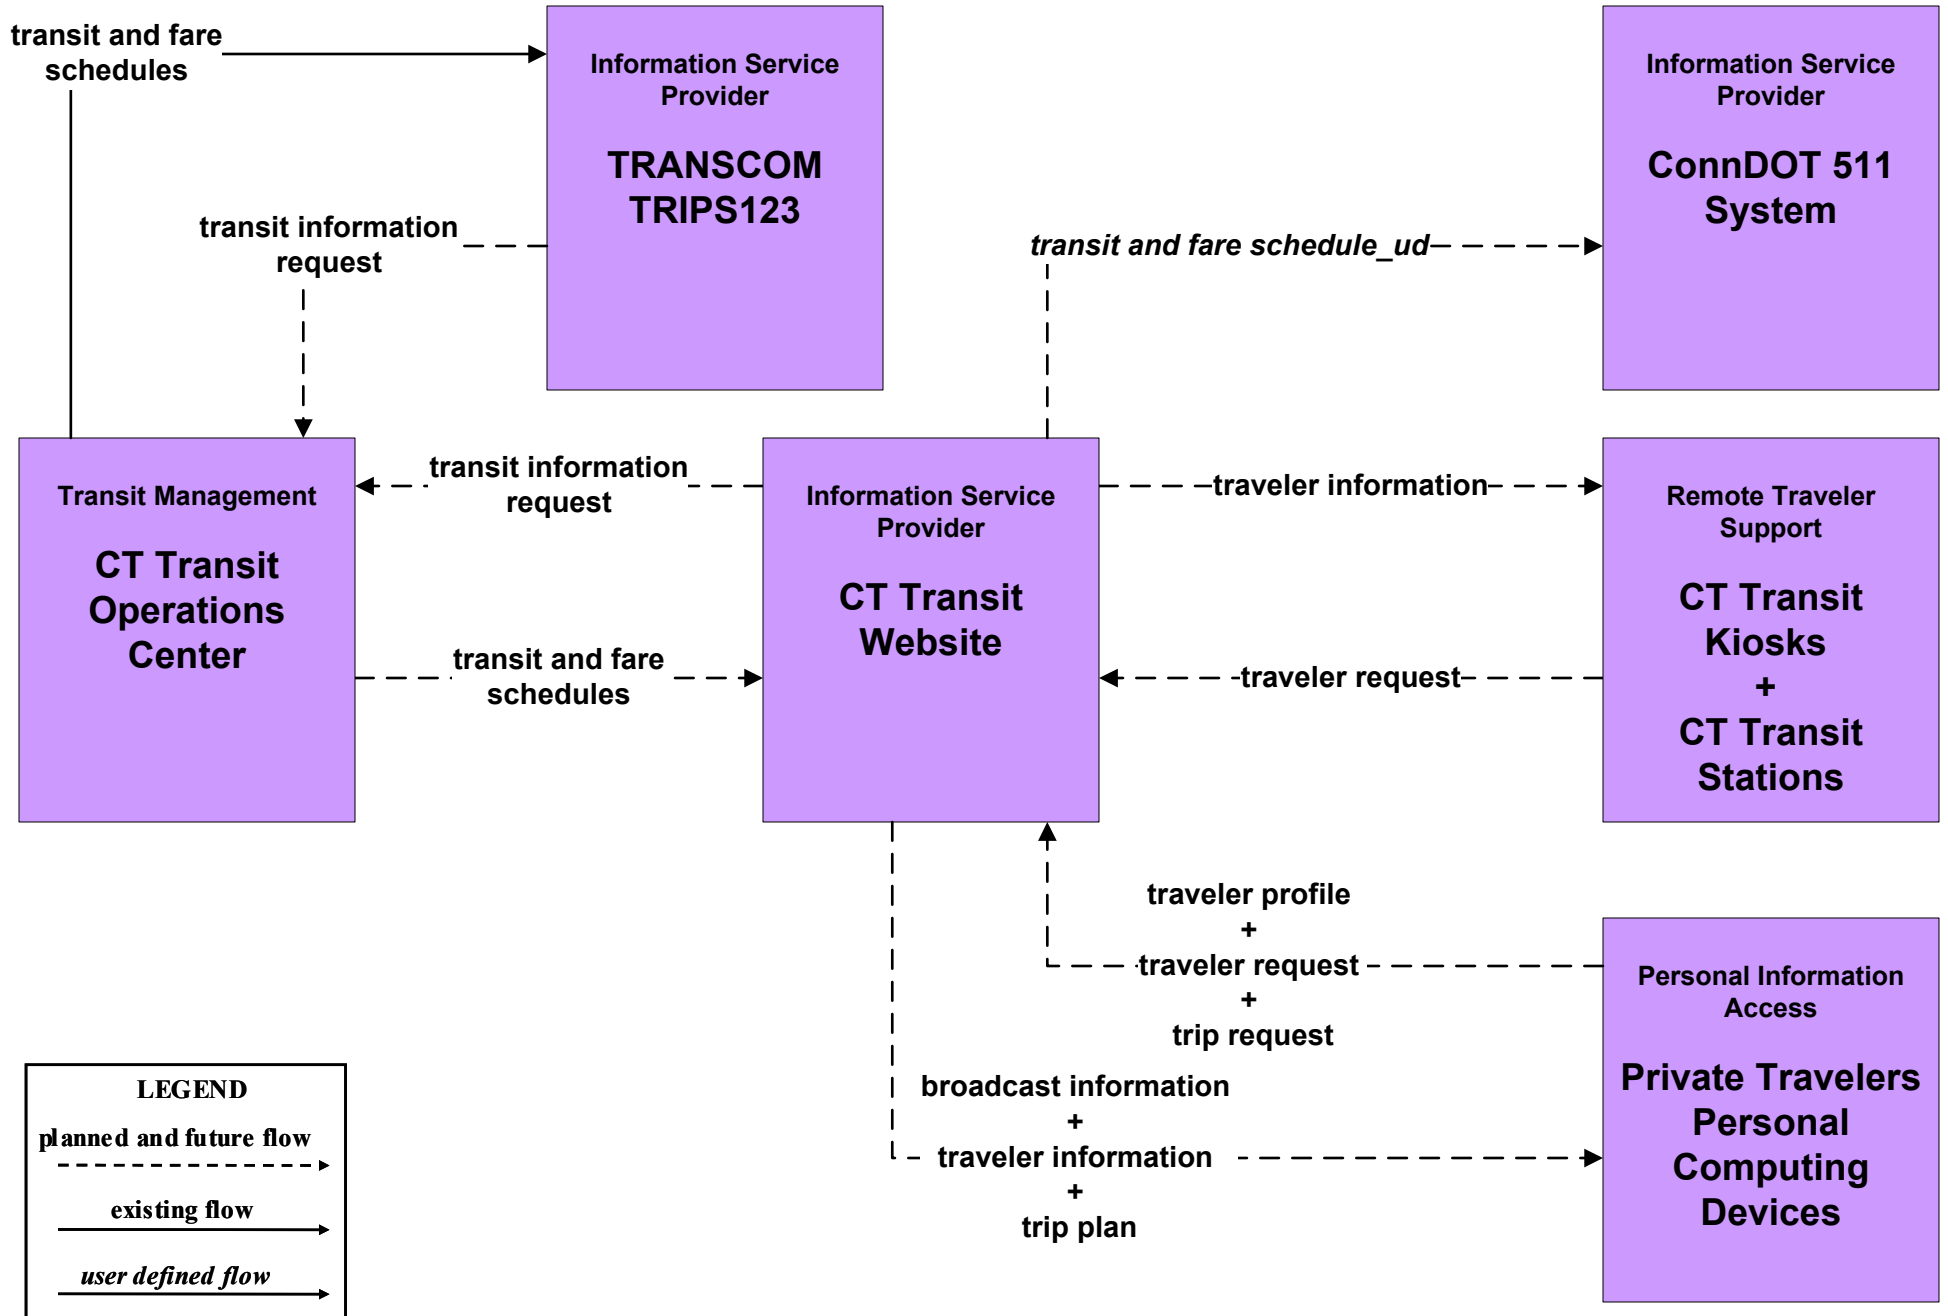 transit and fare
schedules
Information Service
Provider
TRANSCOM
TRIPS123
Information Service
Provider
ConnDOT 511
System
transit information
request
transit and fare schedule_ud
Transit Management
CT Transit
Operations
Center
transit information
request
transit and fare
schedules
Information Service
Provider
CT Transit
Website
traveler information
traveler request
Remote Traveler
Support
CT Transit
Kiosks
+
CT Transit
Stations
traveler profile
+
traveler request
+
trip request
broadcast information
+
traveler information
+
trip plan
Personal Information
Access
Private Travelers
Personal
Computing
Devices
LEGEND
planned and future flow
existing flow
user defined flow